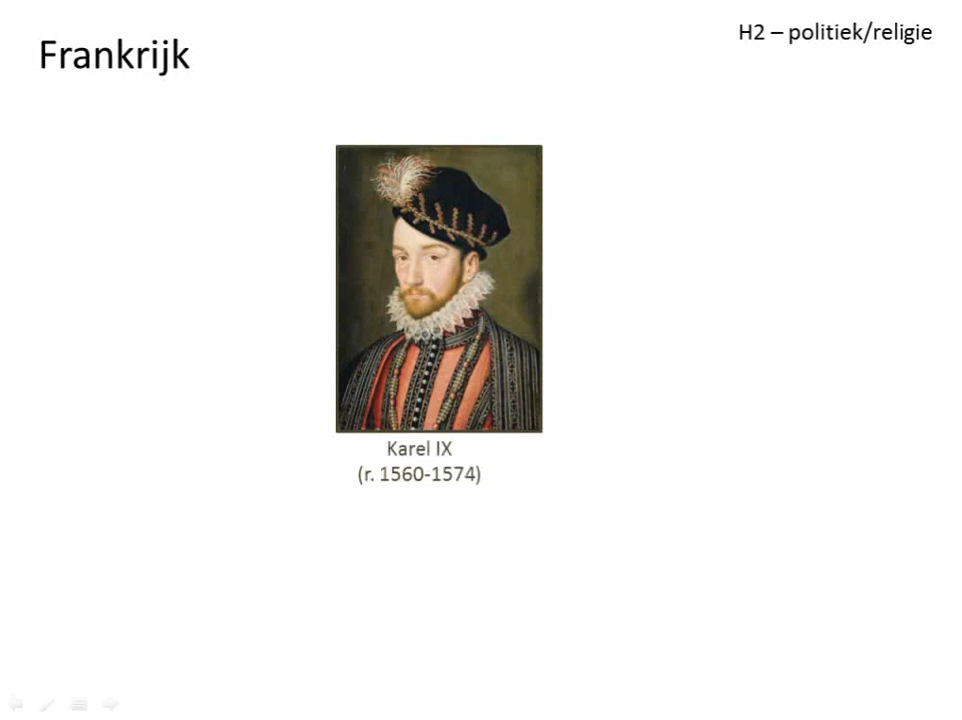 H2 – politiek/religie
Frankrijk
Karel IX
(r. 1560-1574)